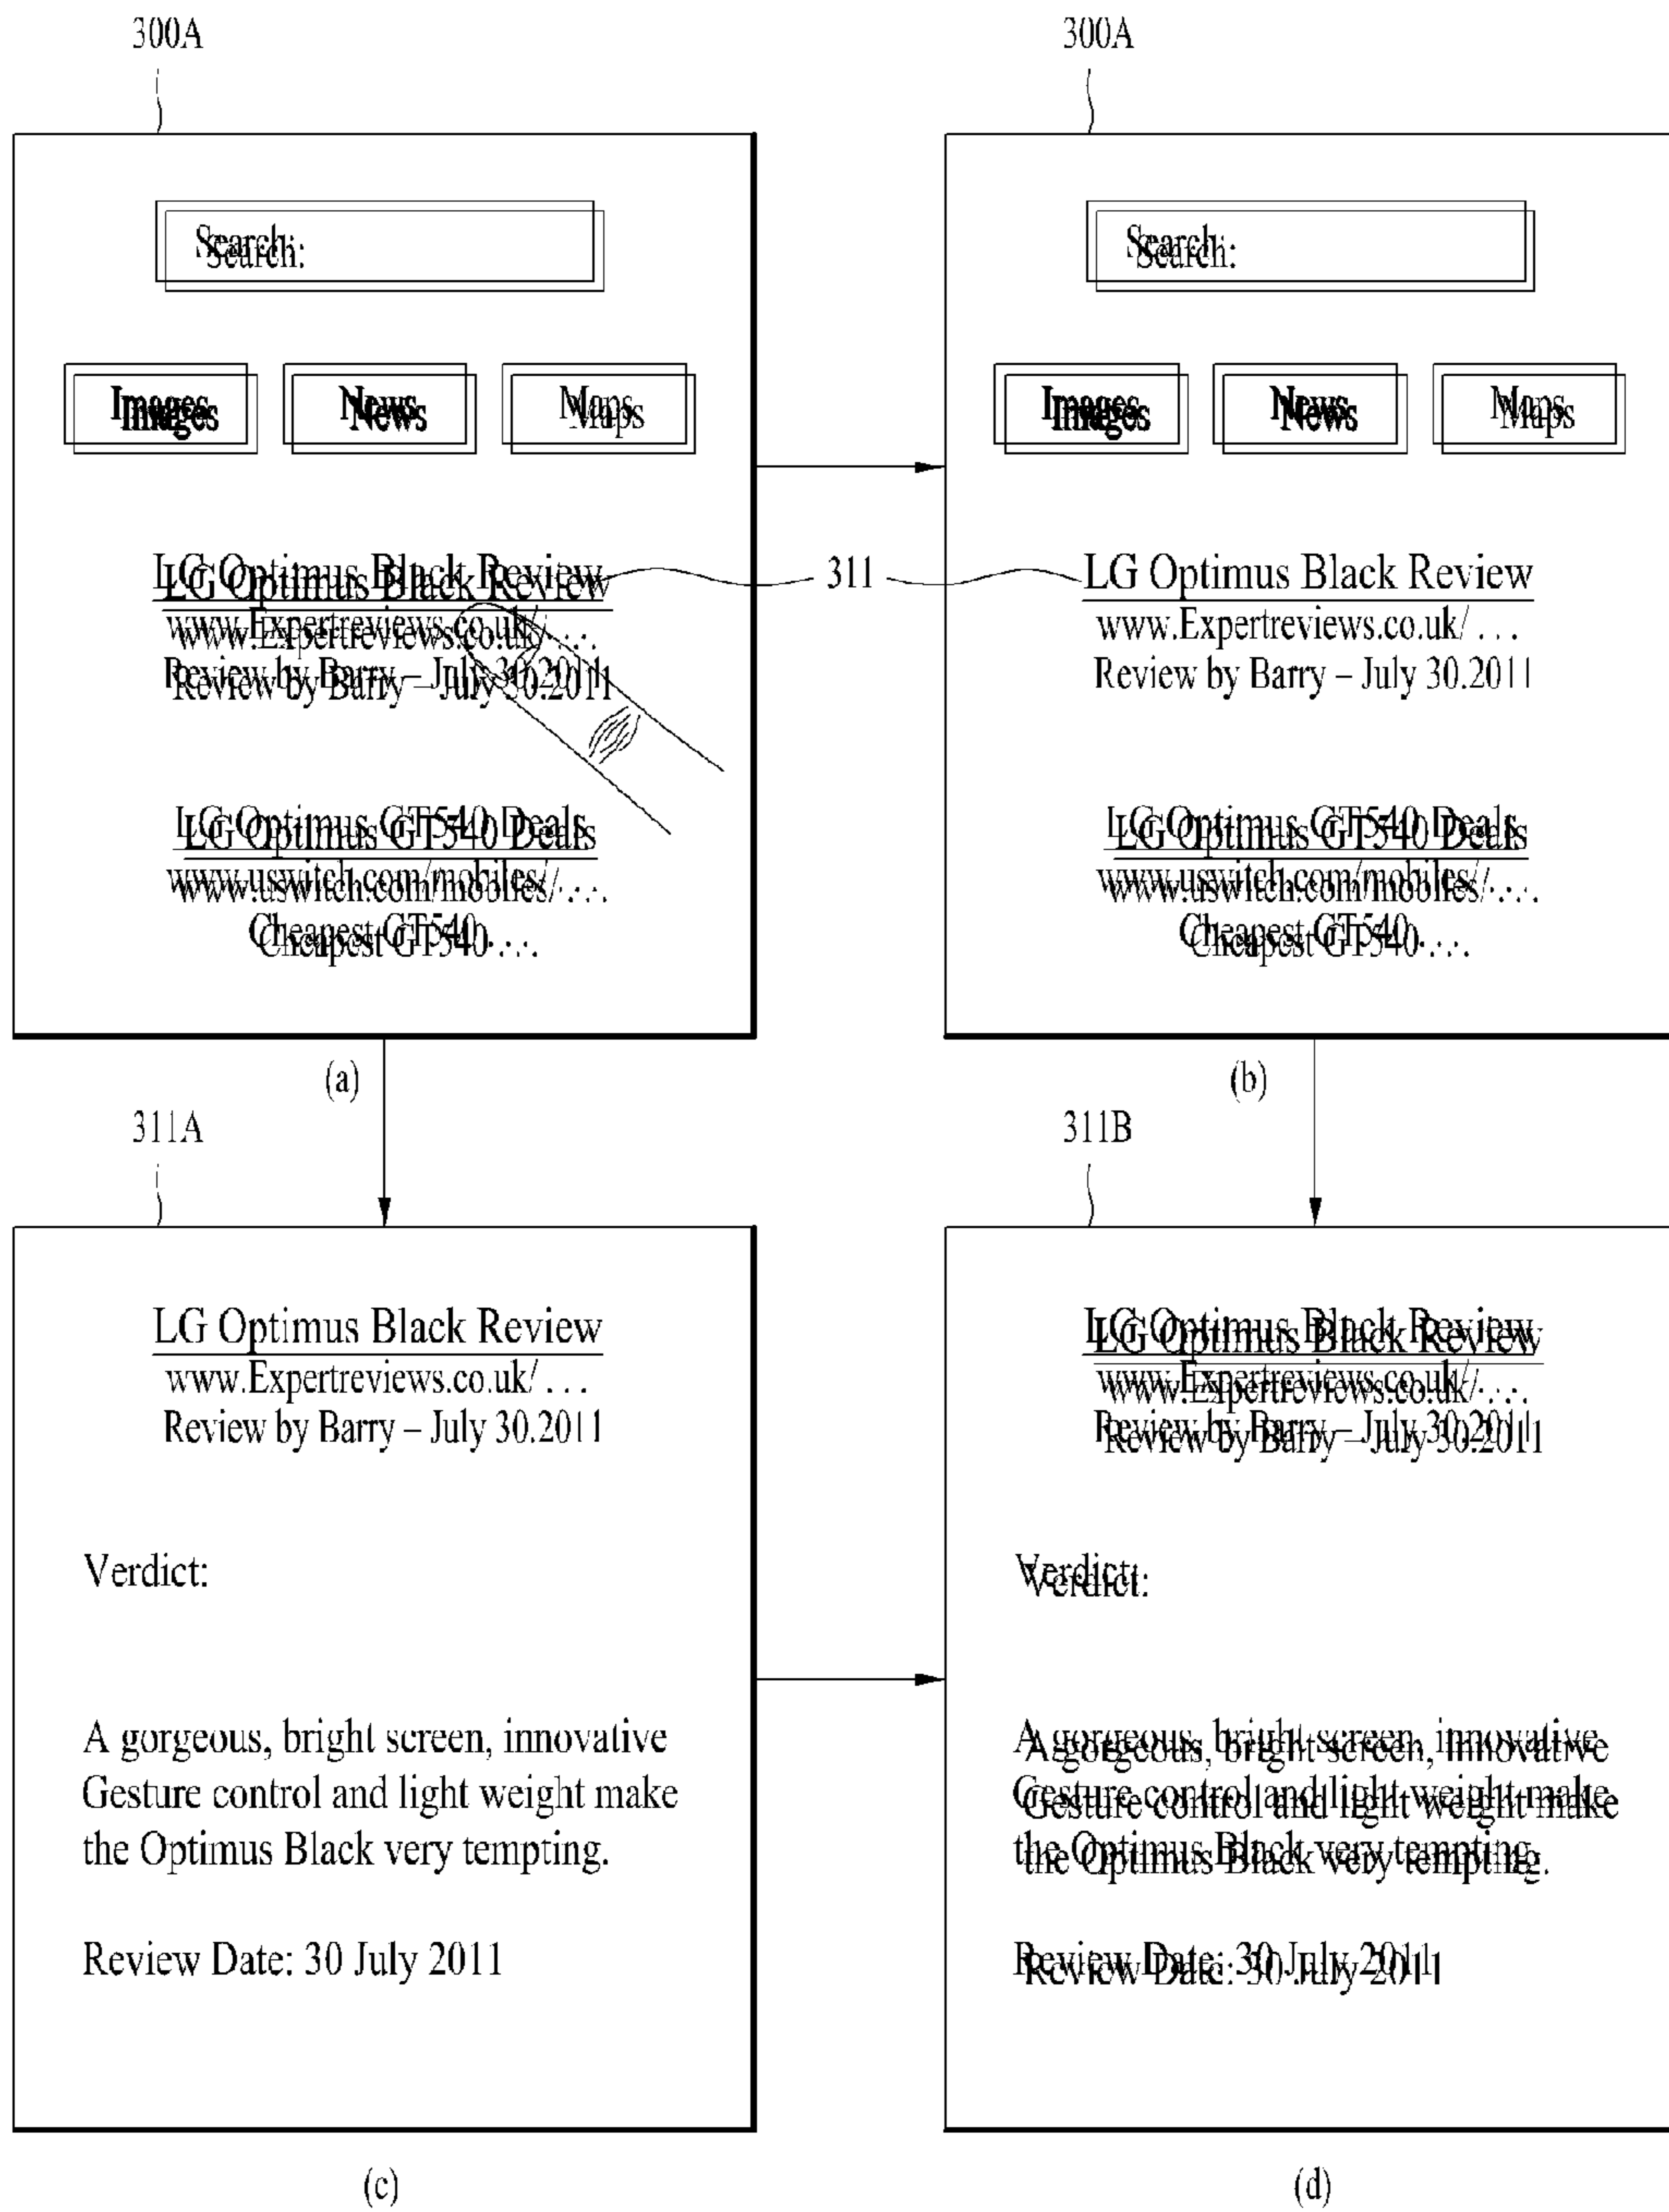 300A
300A
Search:
Search:
Images
News
Maps
Images
News
Maps
LG Optimus Black Review
311
LG Optimus Black Review
www.Expertreviews.co.uk/ . . .
www.Expertreviews.co.uk/ . . .
Review by Barry – July 30.2011
Review by Barry – July 30.2011
LG Optimus GT540 Deals
LG Optimus GT540 Deals
www.uswitch.com/mobiles/ . . .
www.uswitch.com/mobiles/ . . .
Cheapest GT540 . . .
Cheapest GT540 . . .
(a)
(b)
311A
311B
LG Optimus Black Review
www.Expertreviews.co.uk/ . . .
Review by Barry – July 30.2011
Verdict:
A gorgeous, bright screen, innovative
Gesture control and light weight make
the Optimus Black very tempting.
Review Date: 30 July 2011
(c)
LG Optimus Black Review
www.Expertreviews.co.uk/ . . .
Review by Barry – July 30.2011
Verdict:
A gorgeous, bright screen, innovative
Gesture control and light weight make
the Optimus Black very tempting.
Review Date: 30 July 2011
(d)